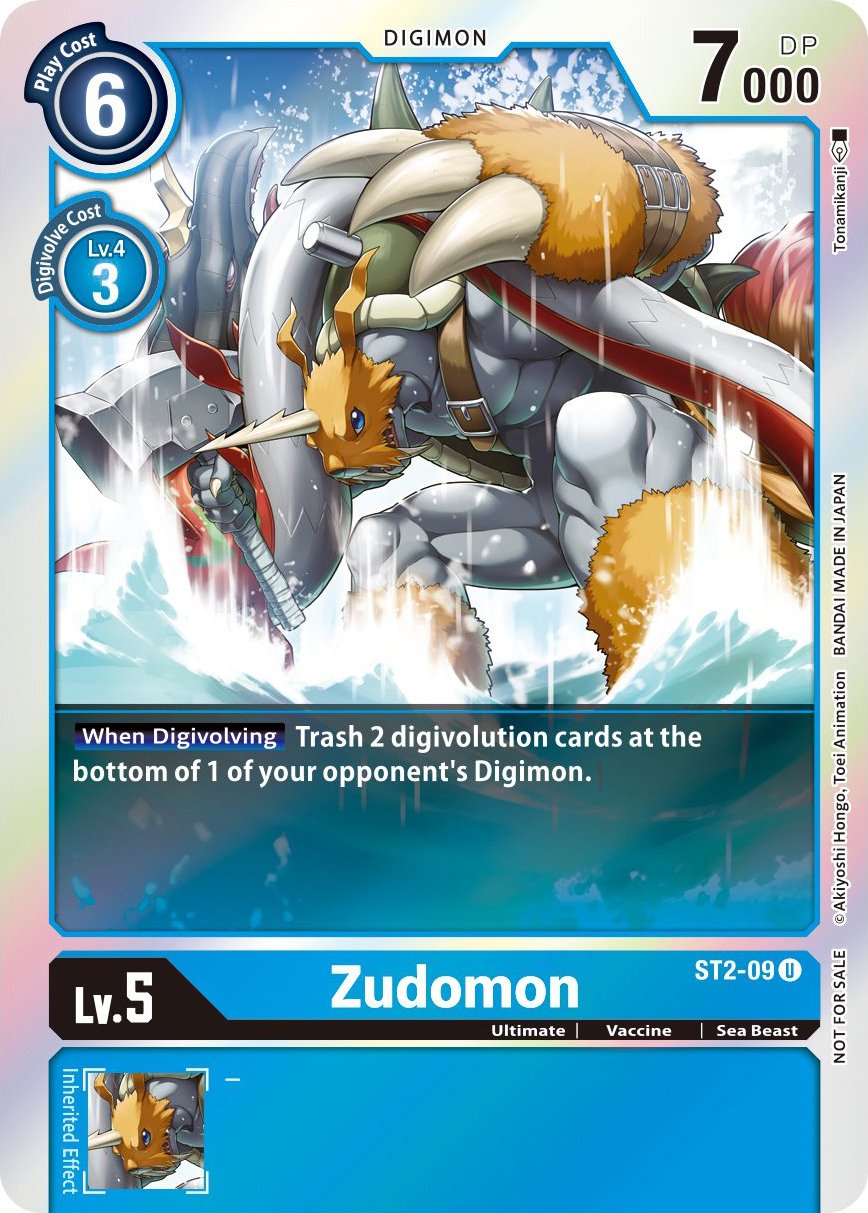 DIGIMON
Play Cost
6
7000
DP
Digivolve Cost
Lv.4
3
Tonamikanji
When Digivolving Trash 2 digivolution cards at the
bottom of 1 of your opponent's Digimon.
©Akiyoshi Hongo, Toei Animation BANDAI MADE IN JAPAN
NOT FOR SALE
Lv.5
Zudomon
ST2-09 U
Ultimate | Vaccine | Sea Beast
Inherited Effect
–